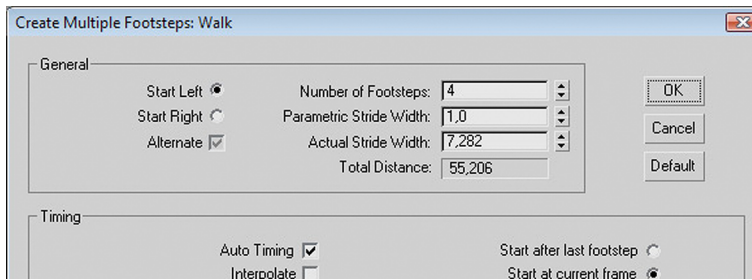 Create Multiple Footsteps: Walk
General
Start Left
Number of Footsteps: 4
OK
Start Right
Parametric Stride Width: 1,0
Cancel
Alternate
Actual Stride Width: 7,282
Total Distance: 55,206
Default
Timing
Auto Timing
Start after last footstep
Interpolate
Start at current frame